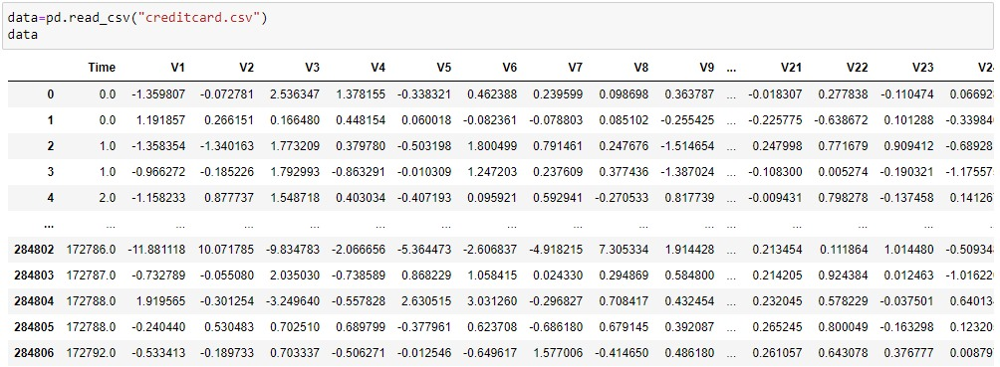 data=pd.read_csv("creditcard.csv")
data
Time V1 V2 V3 V4 V5 V6 V7 V8 V9 ... V21 V22 V23 V24
0 0.0 -1.359807 -0.072781 2.536347 1.378155 -0.338321 0.462388 0.239599 0.098698 0.363787 ... -0.018307 0.277838 -0.110474 0.06692
1 0.0 1.191857 0.266151 0.166480 0.448154 0.060018 -0.082361 -0.078803 0.085102 -0.255425 ... -0.225775 -0.638672 0.101288 -0.33984
2 1.0 -1.358354 -1.340163 1.773209 0.379780 -0.503198 1.800499 0.791461 0.247676 -1.514654 ... 0.247998 0.771679 0.909412 -0.68928
3 1.0 -0.966272 -0.185226 1.792993 -0.863291 -0.010309 1.247203 0.237609 0.377436 -1.387024 ... -0.108300 0.005274 -0.190321 -1.17557
4 2.0 -1.158233 0.877737 1.548718 0.403034 -0.407193 0.095921 0.592941 -0.270533 0.817739 ... -0.009431 0.798278 -0.137458 0.14126
... ... ... ... ... ... ... ... ... ... ... ... ... ... ...
284802 172786.0 -11.881118 10.071785 -9.834783 -2.066656 -5.364473 -2.606837 -4.918215 7.305334 1.914428 ... 0.213454 0.111864 1.014480 -0.50934
284803 172787.0 -0.732789 -0.055080 2.035030 -0.738589 0.868229 1.058415 0.024330 0.294869 0.584800 ... 0.214205 0.924384 0.012463 -1.01622
284804 172788.0 1.919565 -0.301254 -3.249640 -0.557828 2.630515 3.031260 -0.296827 0.708417 0.432454 ... 0.232045 0.578229 -0.037501 0.64013
284805 172788.0 -0.240440 0.530483 0.702510 0.689799 -0.377961 0.623708 -0.686180 0.679145 0.392087 ... 0.265245 0.800049 -0.163298 0.12320
284806 172792.0 -0.533413 -0.189733 0.703337 -0.506271 -0.012546 -0.649617 1.577006 -0.414650 0.486180 ... 0.261057 0.643078 0.376777 0.00879